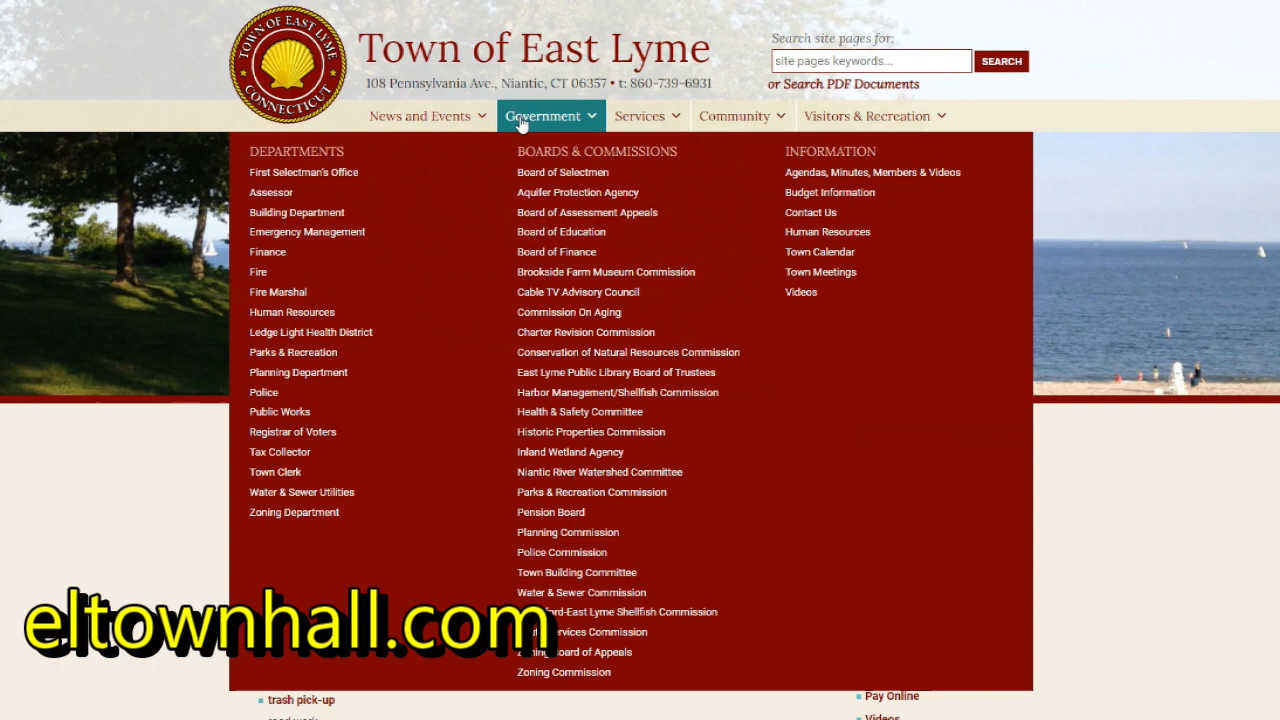 TOWN OF EAST LYME
CONNECTICUT
Town of East Lyme
108 Pennsylvania Ave., Niantic, CT 06357 • t: 860-739-6931
Search site pages for:
site pages keywords...
SEARCH
or Search PDF Documents
News and Events
Government
Services
Community
Visitors & Recreation
DEPARTMENTS
First Selectman's Office
Assessor
Building Department
Emergency Management
Finance
Fire
Fire Marshal
Human Resources
Ledge Light Health District
Parks & Recreation
Planning Department
Police
Public Works
Registrar of Voters
Tax Collector
Town Clerk
Water & Sewer Utilities
Zoning Department
BOARDS & COMMISSIONS
Board of Selectmen
Aquifer Protection Agency
Board of Assessment Appeals
Board of Education
Board of Finance
Brookside Farm Museum Commission
Cable TV Advisory Council
Commission On Aging
Charter Revision Commission
Conservation of Natural Resources Commission
East Lyme Public Library Board of Trustees
Harbor Management/Shellfish Commission
Health & Safety Committee
Historic Properties Commission
Inland Wetland Agency
Niantic River Watershed Committee
Parks & Recreation Commission
Pension Board
Planning Commission
Police Commission
Town Building Committee
Water & Sewer Commission
-East Lyme Shellfish Commission
Commission
Board of Appeals
Zoning Commission
INFORMATION
Agendas, Minutes, Members & Videos
Budget Information
Contact Us
Human Resources
Town Calendar
Town Meetings
Videos
eltownhall.com
trash pick-up
Pay Online
Videos